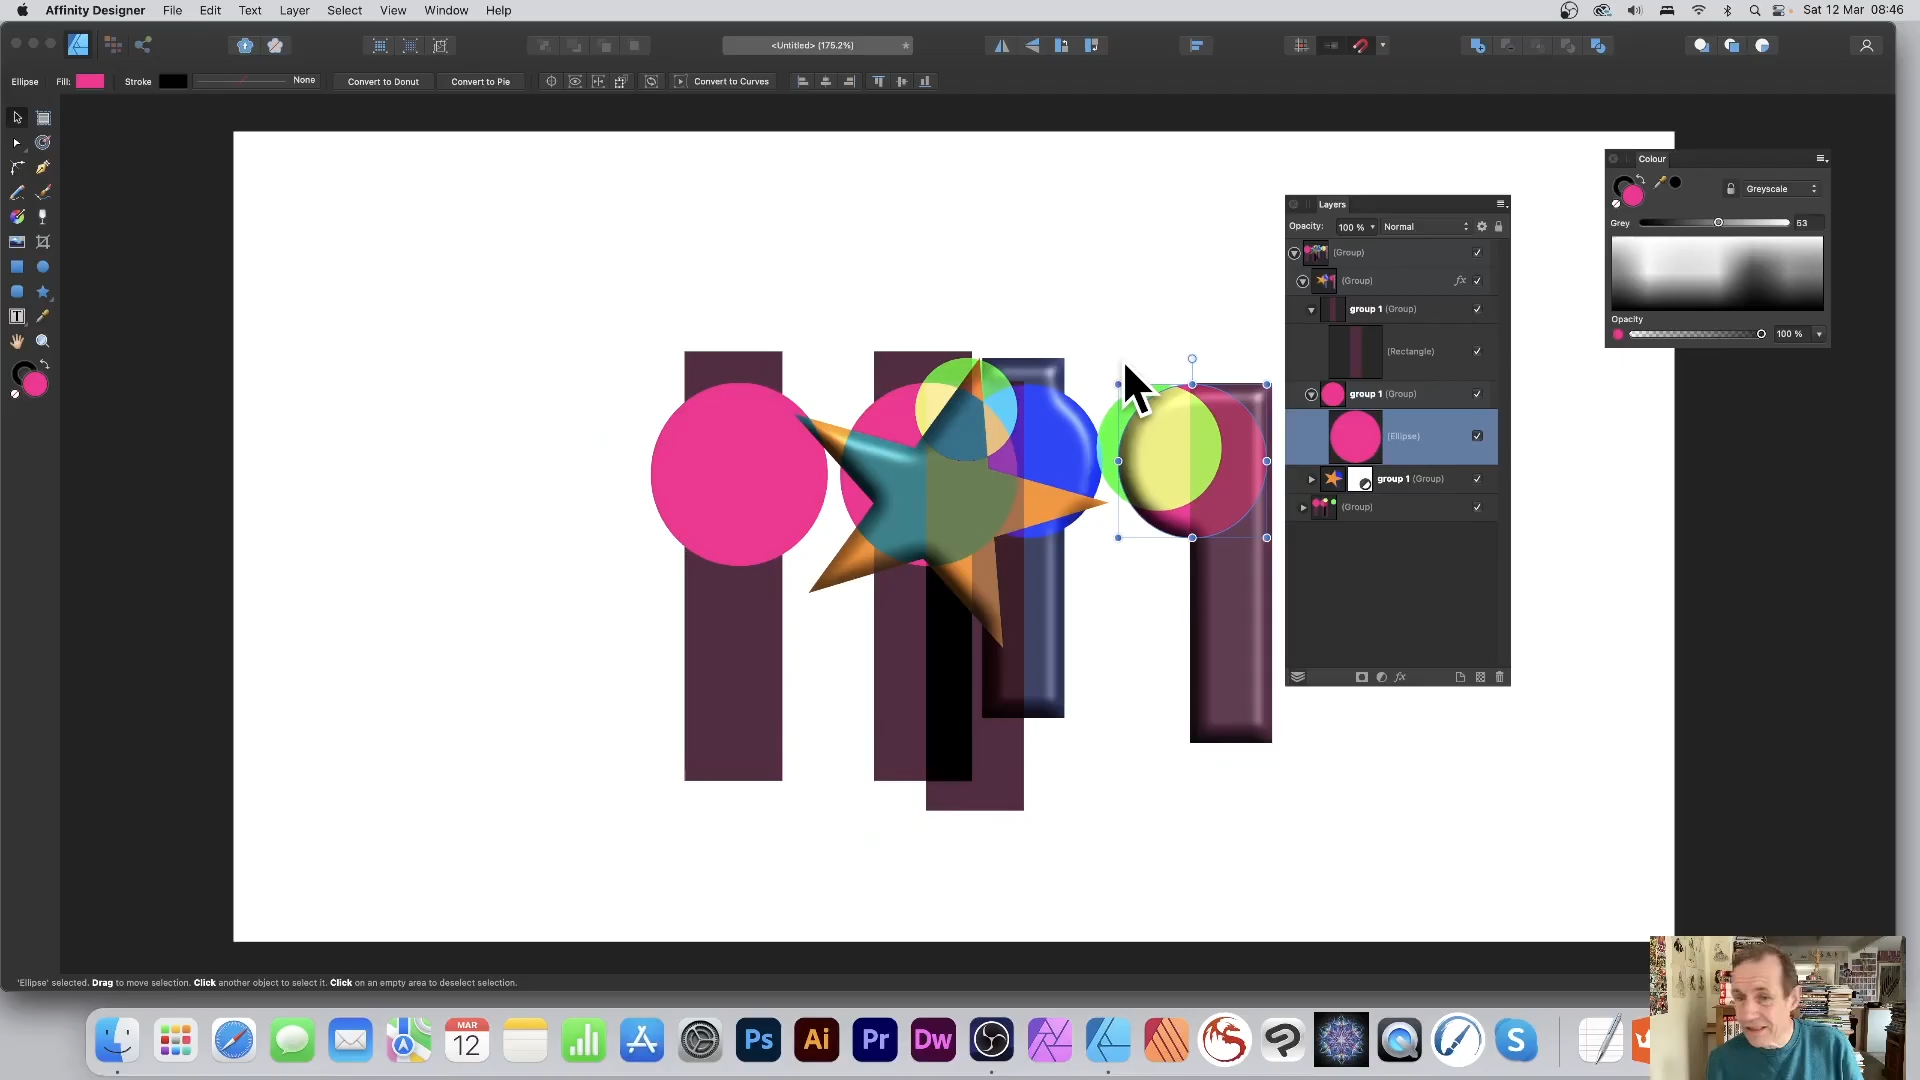 Affinity Designer File Edit Text Layer Select View Window Help Sat 12 Mar 08:46
<Untitled> (175.2%)
Ellipse Fill: Stroke None Convert to Donut Convert to Pie Convert to Curves
Colour
Greyscale
Grey 53
Opacity
100 %
Layers
Opacity: 100 % Normal
(Group)
(Group) fx
group 1 (Group)
(Rectangle)
group 1 (Group)
(Ellipse)
group 1 (Group)
(Group)
fx
T
'Ellipse' selected. Drag to move selection. Click another object to select it. Click on an empty area to deselect selection.
MAR
12
Ps
Ai
Pr
Dw
S